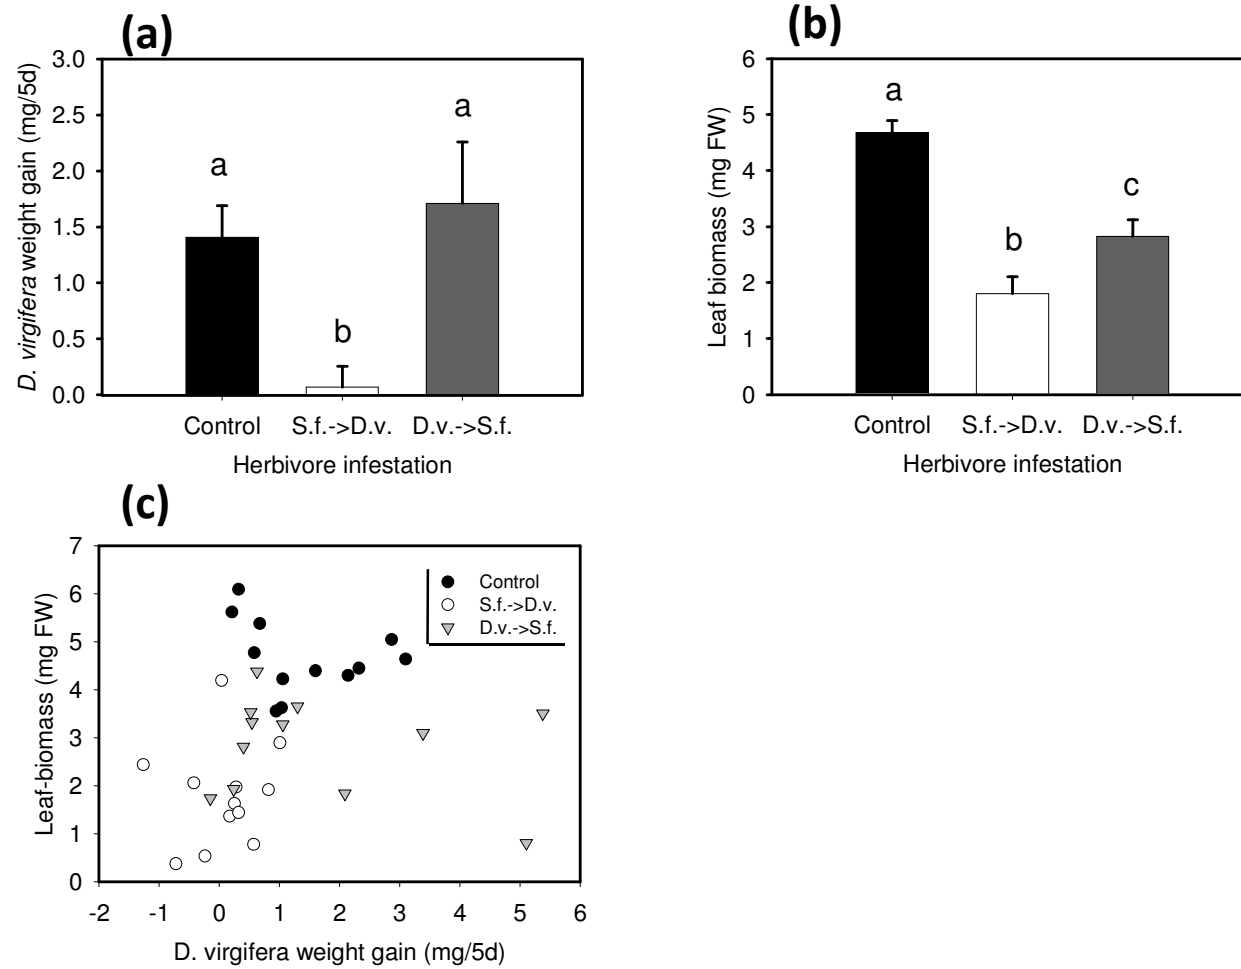 (a)
3.0
2.5
2.0
1.5
1.0
0.5
0.0
D. virgifera weight gain (mg/5d)
a
b
a
Control S.f.->D.v. D.v.->S.f.
Herbivore infestation
(b)
6
5
4
3
2
1
0
Leaf biomass (mg FW)
a
b
c
Control S.f.->D.v. D.v.->S.f.
Herbivore infestation
(c)
7
6
5
4
3
2
1
0
Leaf-biomass (mg FW)
Control
S.f.->D.v.
D.v.->S.f.
-2 -1 0 1 2 3 4 5 6
D. virgifera weight gain (mg/5d)